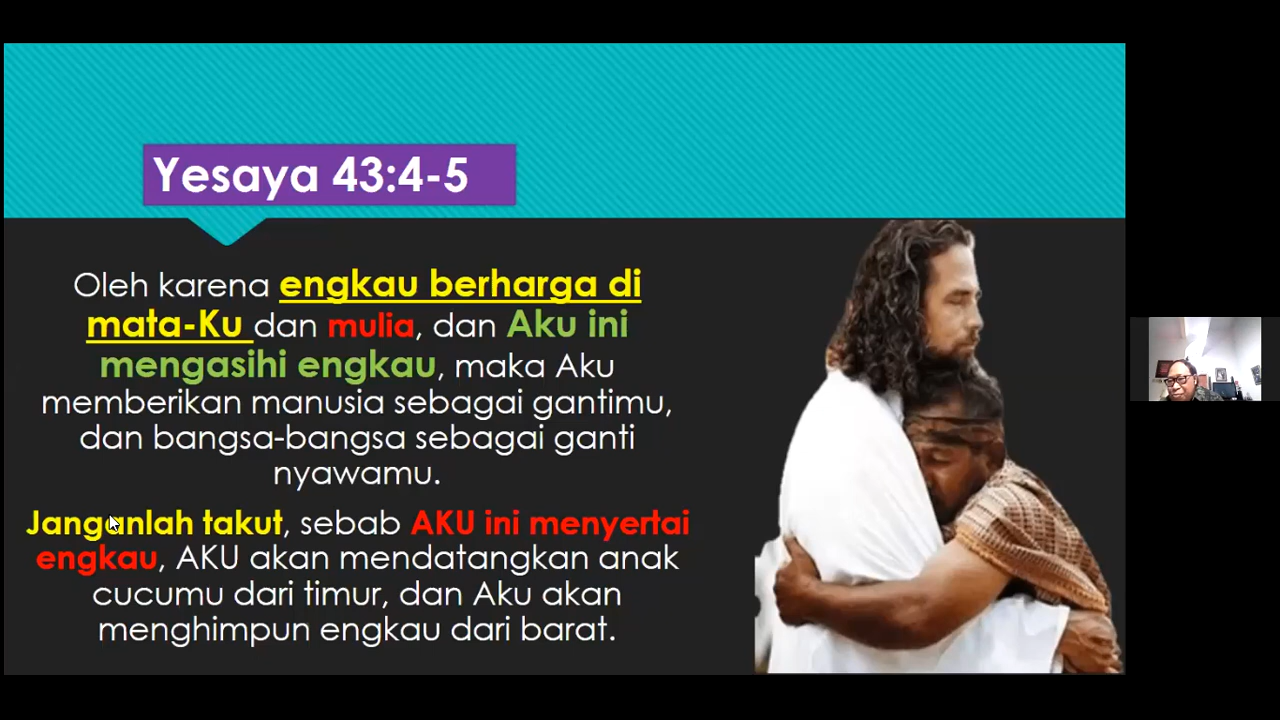 Yesaya 43:4-5
Oleh karena engkau berharga di
mata-Ku dan mulia, dan Aku ini
mengasihi engkau, maka Aku
memberikan manusia sebagai gantimu,
dan bangsa-bangsa sebagai ganti
nyawamu.
Janganlah takut, sebab AKU ini menyertai
engkau, AKU akan mendatangkan anak
cucumu dari timur, dan Aku akan
menghimpun engkau dari barat.